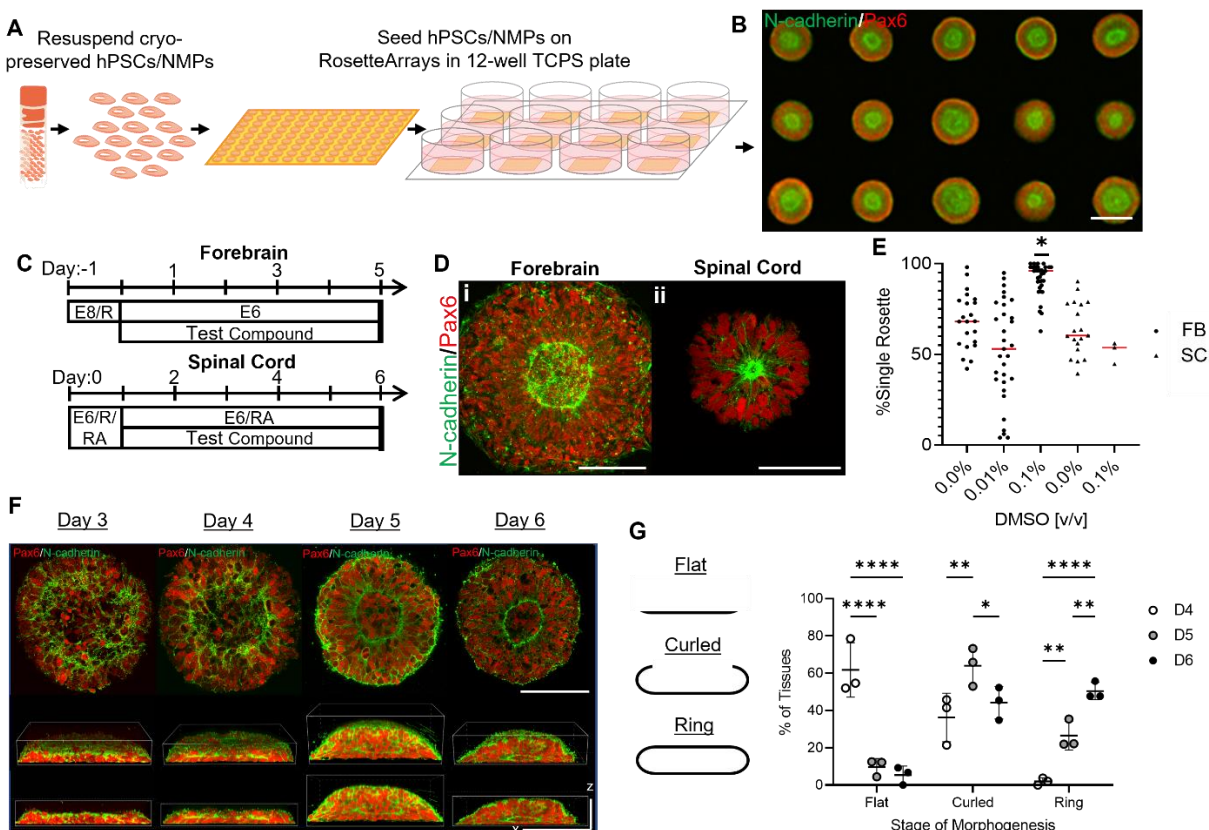 A
Resuspend cryo-
preserved hPSCs/NMPs
Seed hPSCs/NMPs on
RosetteArrays in 12-well TCPS plate
B
N-cadherin/Pax6
C
Forebrain
Day:-1
1
3
5
E8/R
E6
Test Compound
Spinal Cord
Day:0
2
4
6
E6/R/
RA
E6/RA
Test Compound
D
N-cadherin/Pax6
Forebrain
i
Spinal Cord
ii
E
%Single Rosette
*
100
50
0
0.0%
0.01%
0.1%
0.0%
0.1%
DMSO [v/v]
FB
SC
F
Day 3
Day 4
Day 5
Day 6
Pax6/N-cadherin
Pax6/N-cadherin
Pax6/N-cadherin
Pax6/N-cadherin
z
x
G
Flat
Curled
Ring
% of Tissues
100
80
60
40
20
0
****
****
**
*
****
**
**
Flat
Curled
Ring
Stage of Morphogenesis
D4
D5
D6